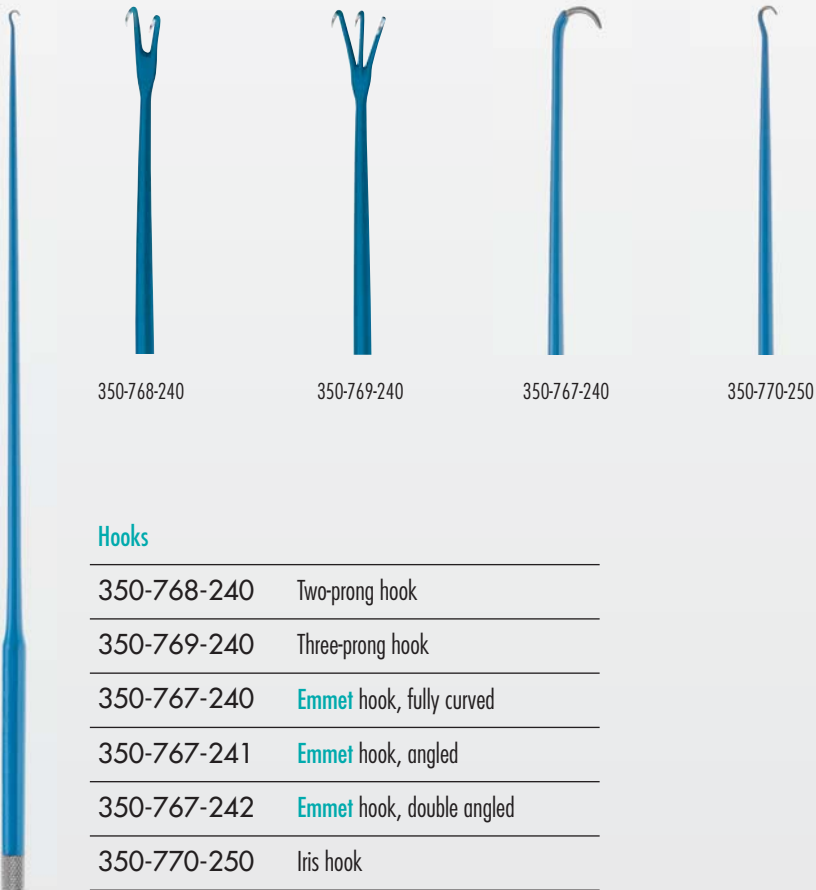 350-768-240 350-769-240 350-767-240 350-770-250
Hooks
350-768-240 Two-prong hook
350-769-240 Three-prong hook
350-767-240 Emmet hook, fully curved
350-767-241 Emmet hook, angled
350-767-242 Emmet hook, double angled
350-770-250 Iris hook